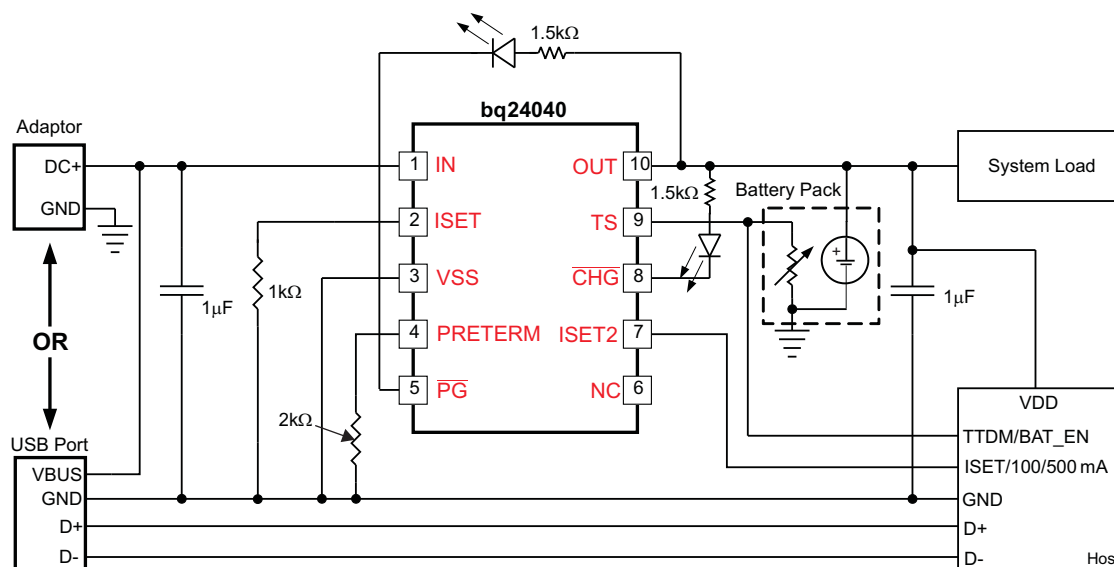 1.5kΩ
bq24040
Adaptor
DC+
GND
1 IN
OUT 10
1.5kΩ
Battery Pack
System Load
2 ISET
TS 9
+
3 VSS
CHG 8
1kΩ
1μF
1μF
OR
4 PRETERM
ISET2 7
5 PG
NC 6
2kΩ
VDD
USB Port
TTDM/BAT_EN
VBUS
ISET/100/500 mA
GND
GND
D+
D+
D-
D-
Hos